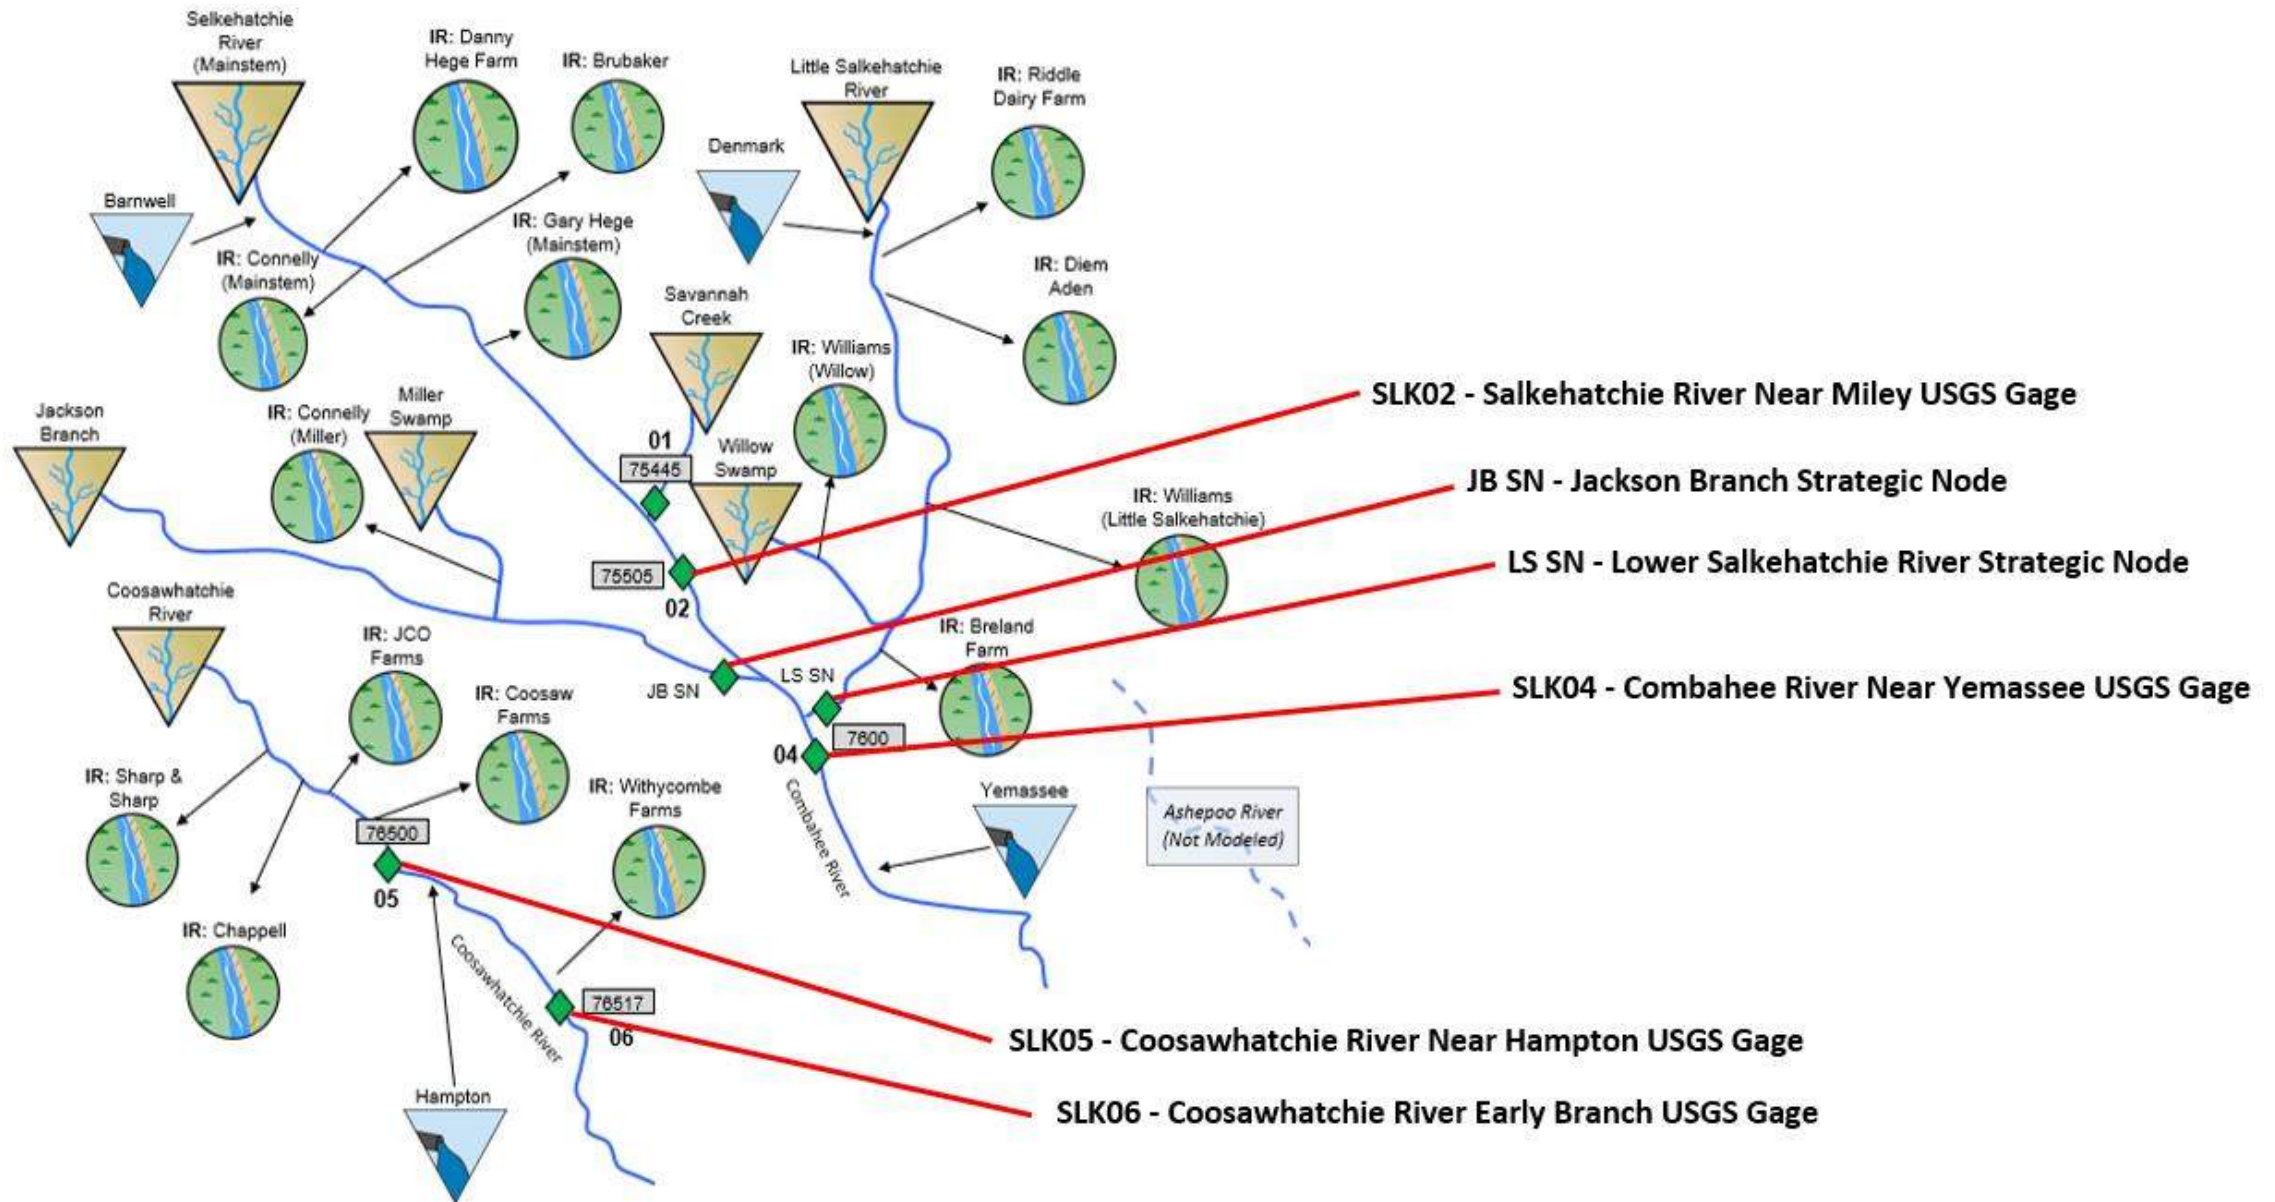 Selkehatchie
River
(Mainstem)
IR: Danny
Hege Farm
IR: Brubaker
Little Salkehatchie
River
IR: Riddle
Dairy Farm
Denmark
Barnwell
IR: Gary Hege
(Mainstem)
IR: Connelly
(Mainstem)
IR: Diem
Aden
Savannah
Creek
IR: Williams
(Willow)
SLK02 - Salkehatchie River Near Miley USGS Gage
Jackson
Branch
IR: Connelly
(Miller)
Miller
Swamp
01
75445
Willow
Swamp
JB SN - Jackson Branch Strategic Node
IR: Williams
(Little Salkehatchie)
LS SN - Lower Salkehatchie River Strategic Node
75505
02
Coosawhatchie
River
IR: JCO
Farms
IR: Breland
Farm
LS SN
JB SN
SLK04 - Combahee River Near Yemassee USGS Gage
IR: Coosaw
Farms
7600
04
IR: Sharp &
Sharp
IR: Withycombe
Farms
Combahee River
Yemassee
Ashepoo River
(Not Modeled)
76500
05
IR: Chappell
Coosawhatchie River
76517
06
SLK05 - Coosawhatchie River Near Hampton USGS Gage
Hampton
SLK06 - Coosawhatchie River Early Branch USGS Gage